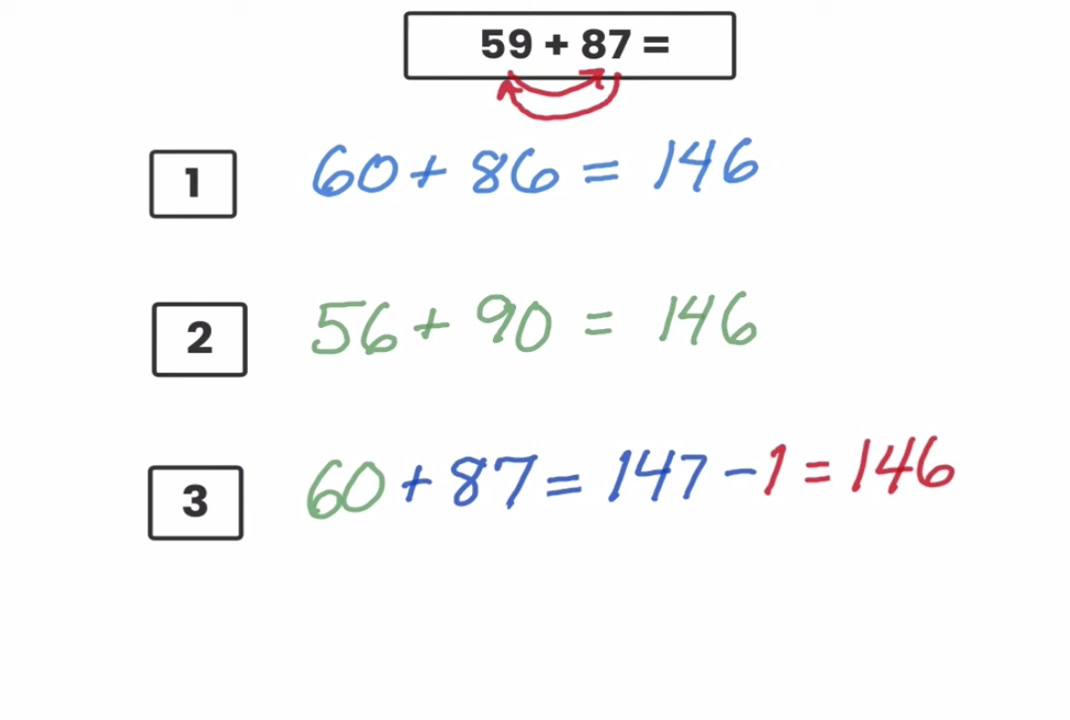 59 + 87 =
1 60 + 86 = 146
2 56 + 90 = 146
3 60 + 87 = 147 - 1 = 146